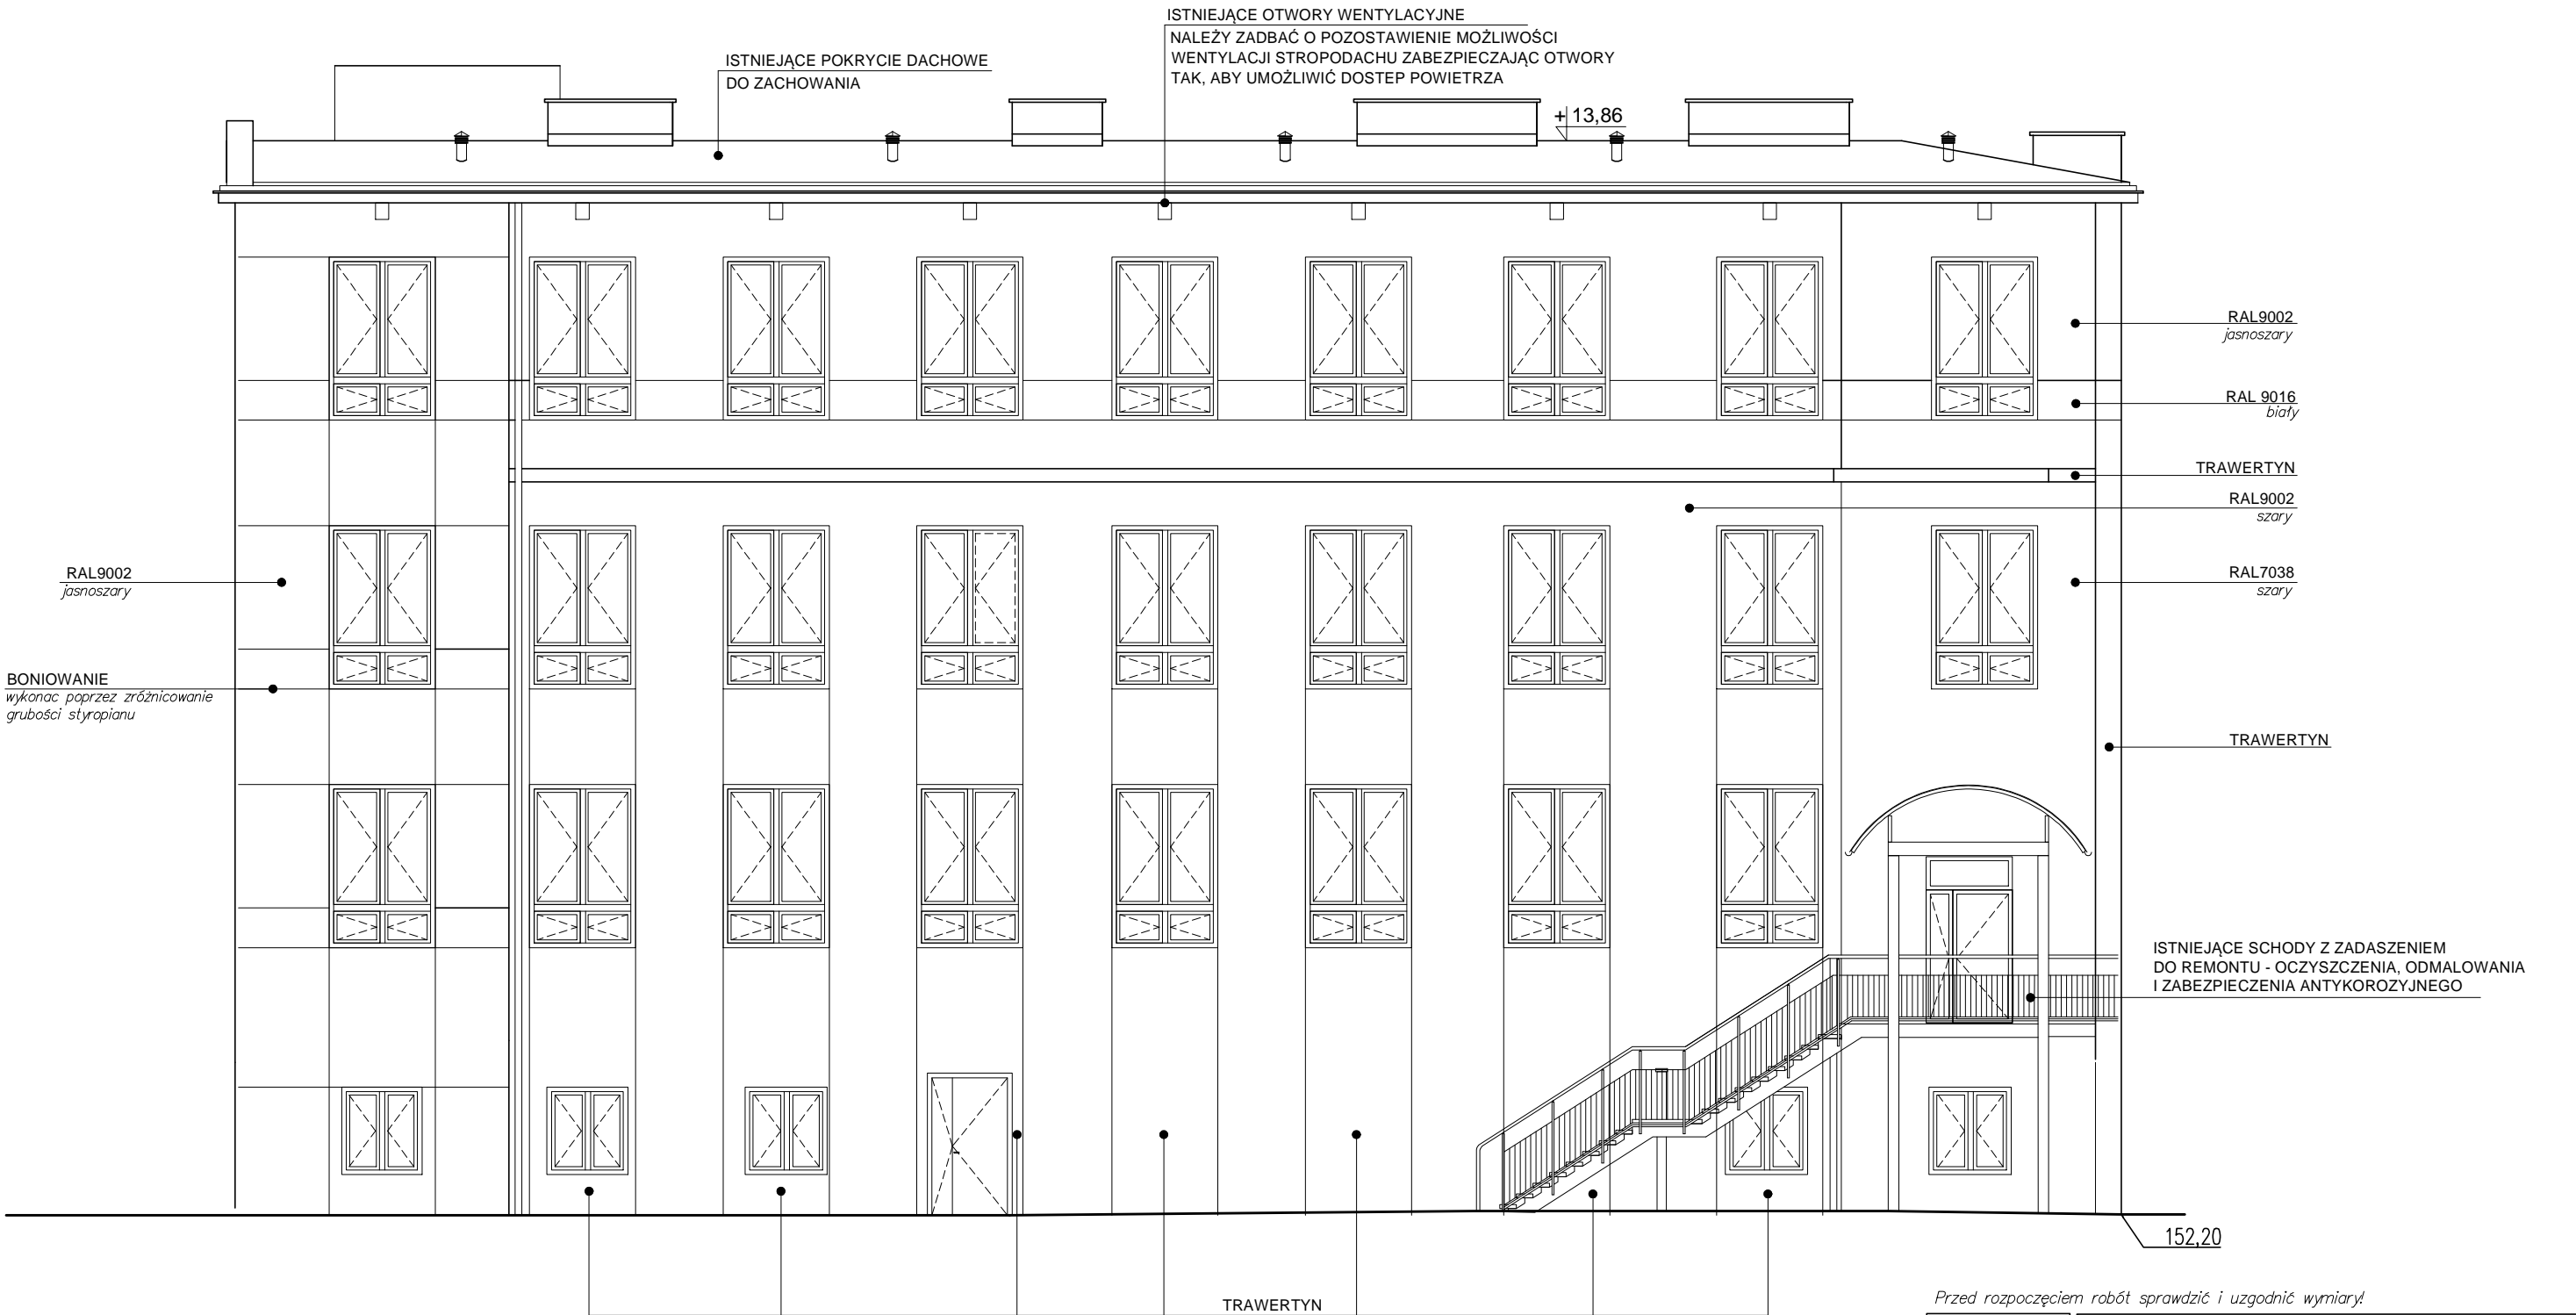 ISTNIEJĄCE OTWORY WENTYLACYJNE
NALEŻY ZADBAĆ O POZOSTAWIENIE MOŻLIWOŚCI
WENTYLACJI STROPODACHU ZABEZPIECZAJĄC OTWORY
TAK, ABY UMOŻLIWIĆ DOSTEP POWIETRZA
ISTNIEJĄCE POKRYCIE DACHOWE
DO ZACHOWANIA
+13,86
RAL9002
jasnoszary
RAL 9016
biały
TRAWERTYN
RAL9002
szary
RAL7038
szary
RAL9002
jasnoszary
BONIOWANIE
wykonac poprzez zróżnicowanie
grubości styropianu
TRAWERTYN
ISTNIEJĄCE SCHODY Z ZADASZENIEM
DO REMONTU - OCZYSZCZENIA, ODMALOWANIA
I ZABEZPIECZENIA ANTYKOROZYJNEGO
152,20
TRAWERTYN
Przed rozpoczęciem robót sprawdzić i uzgodnić wymiary!